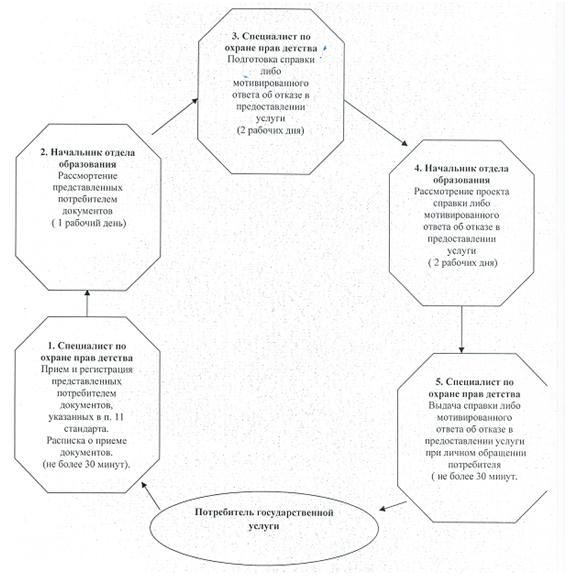 3. Специалист по
охране прав детства
Подготовка справки
либо
мотивированного
ответа об отказе в
предоставлении
услуги
(2 рабочих дня)
2. Начальник отдела
образования
Рассмортение
представленных
потребителем
документов
( 1 рабочий день)
4. Начальник отдела
образования
Рассмотрение проекта
справки либо
мотивированного
ответа об отказе в
предоставлении
услуги
( 2 рабочих дня)
1. Специалист по
охране прав детства
Прием и регистрация
представленных
потребителем
документов,
указанных в п. 11
стандарта.
Расписка о приеме
документов.
(не более 30 минут).
5. Специалист по
охране прав детства
Выдача справки либо
мотивированного
ответа об отказе в
предоставлении услуги
при личном обращении
потребителя
( не более 30 минут.
Потребитель государственной
услуги